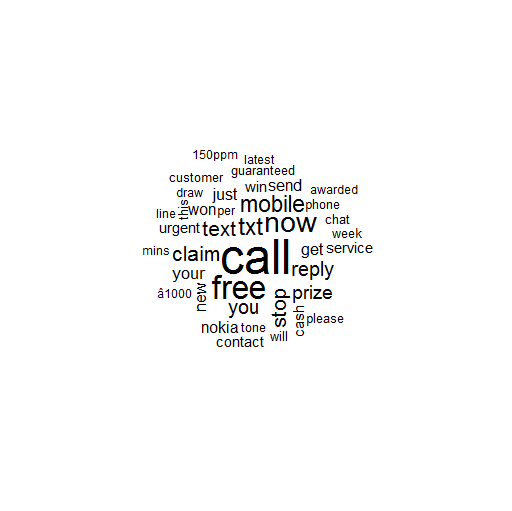 150ppm
latest
guaranteed
customer
winsend
awarded
draw
just
this
mobile
phone
line
won
per
chat
urgent
text
txt
now
week
mins
claim
call
get
service
your
reply
â1000
new
free
stop
prize
you
cash
please
nokia
tone
will
contact